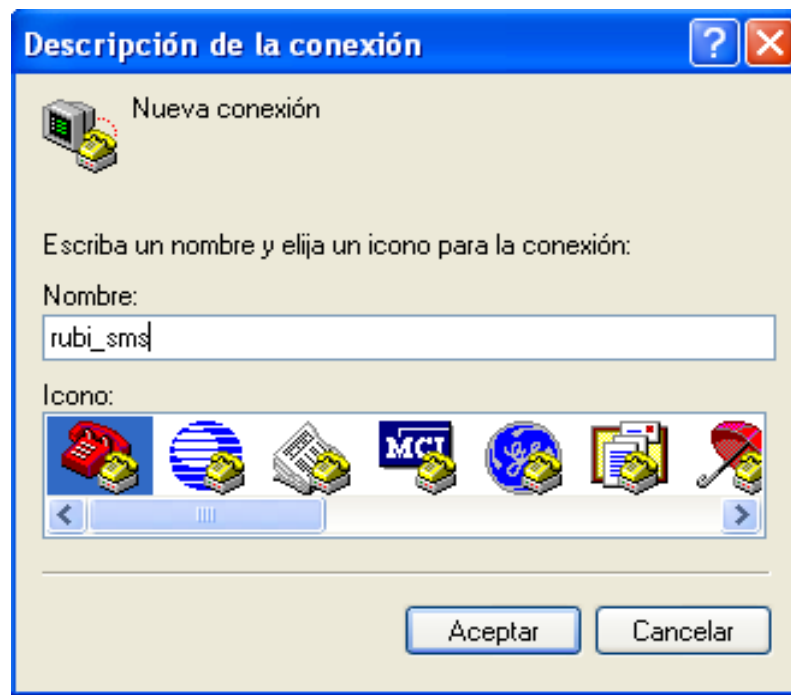 Descripción de la conexión
Nueva conexión
Escriba un nombre y elija un icono para la conexión:
Nombre:
rubi_sms
Icono:
MCI
Aceptar
Cancelar